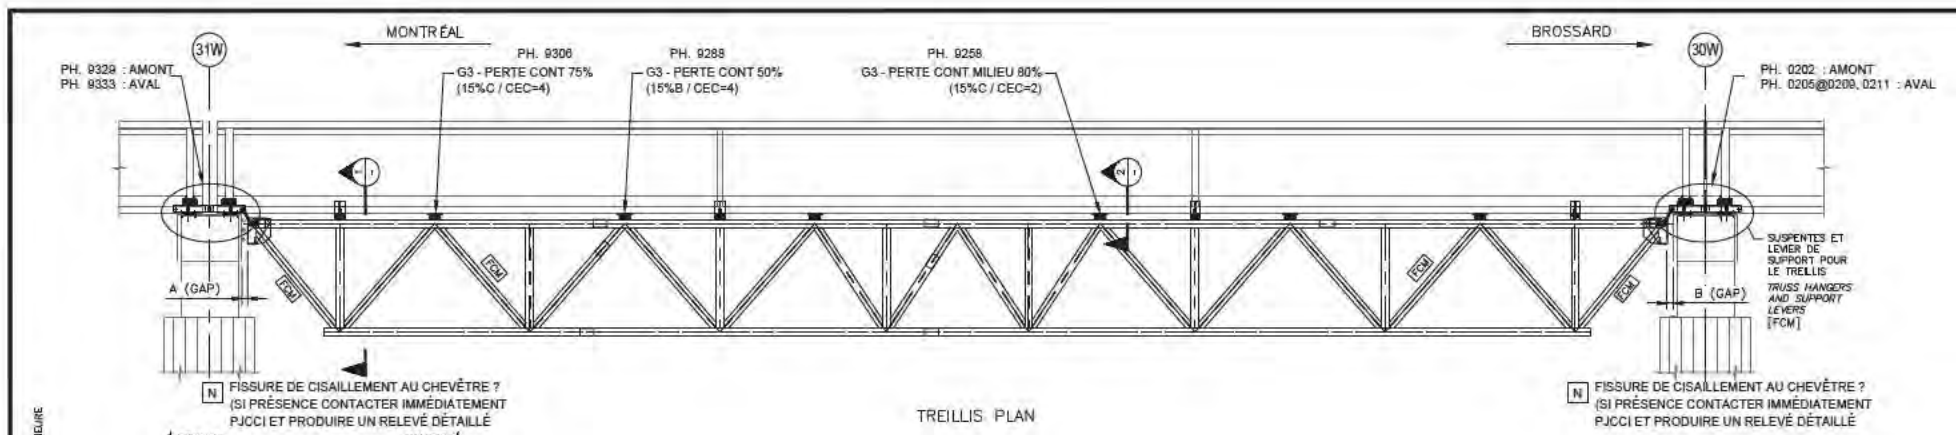 MONTRÉAL
BROSSARD
31W
30W
PH. 9329 : AMONT
PH. 9333 : AVAL
PH. 9306
G3 - PERTE CONT 75%
(15%C / CEC=4)
PH. 9288
G3 - PERTE CONT 50%
(15%B / CEC=4)
PH. 9258
G3 - PERTE CONT MILIEU 80%
(15%C / CEC=2)
PH. 0202 : AMONT
PH. 0205@0209, 0211 : AVAL
1
–
2
–
FCM
FCM
FCM
FCM
A (GAP)
B (GAP)
SUSPENTES ET
LEVIER DE
SUPPORT POUR
LE TREILLIS
TRUSS HANGERS
AND SUPPORT
LEVERS
[FCM]
N
FISSURE DE CISAILLEMENT AU CHEVÊTRE ?
(SI PRÉSENCE CONTACTER IMMÉDIATEMENT
PJCCI ET PRODUIRE UN RELEVÉ DÉTAILLÉ
TREILLIS PLAN
N
FISSURE DE CISAILLEMENT AU CHEVÊTRE ?
(SI PRÉSENCE CONTACTER IMMÉDIATEMENT
PJCCI ET PRODUIRE UN RELEVÉ DÉTAILLÉ